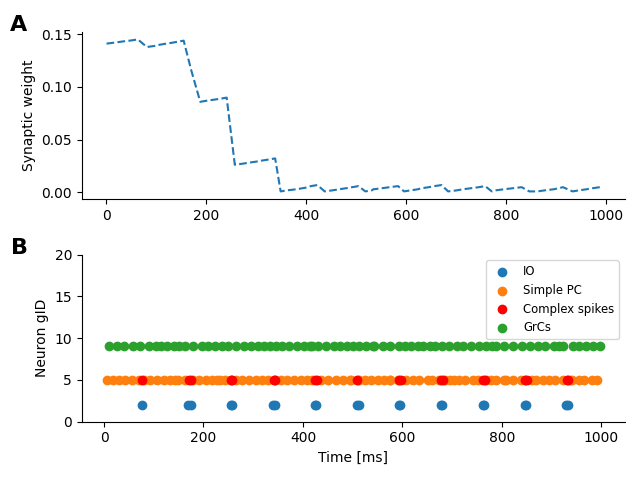 A
0.15
0.10
0.05
0.00
Synaptic weight
0 200 400 600 800 1000
B
20
15
10
5
0
Neuron gID
IO
Simple PC
Complex spikes
GrCs
0 200 400 600 800 1000
Time [ms]